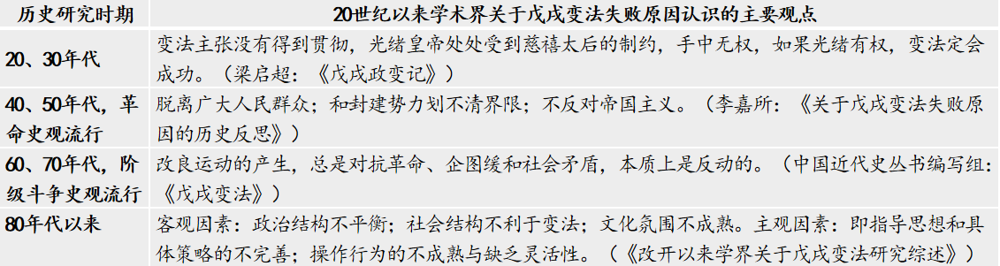 历史研究时期 20世纪以来学术界关于戊戌变法失败原因认识的主要观点
20、30年代 变法主张没有得到贯彻，光绪皇帝处处受到慈禧太后的制约，手中无权，如果光绪有权，变法定会
成功。（梁启超：《戊戌政变记》）
40、50年代，革 脱离广大人民群众；和封建势力划不清界限；不反对帝国主义。（李嘉所：《关于戊戌变法失败原
命史观流行 因的历史反思》）
60、70年代，阶 改良运动的产生，总是对抗革命、企图缓和社会矛盾，本质上是反动的。（中国近代史丛书编写组：
级斗争史观流行 《戊戌变法》）
80年代以来 客观因素：政治结构不平衡；社会结构不利于变法；文化氛围不成熟。主观因素：即指导思想和具
体策略的不完善；操作行为的不成熟与缺乏灵活性。（《改开以来学界关于戊戌变法研究综述》）